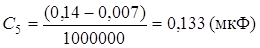 C₅ = (0,14 – 0,007) / 1000000 = 0,133 (мкФ)